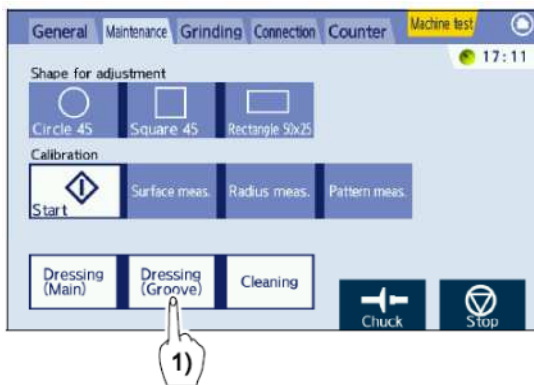 General Maintenance Grinding Connection Counter Machine test
17:11
Shape for adjustment
Circle 45 Square 45 Rectangle 50x25
Calibration
Start Surface meas. Radius meas. Pattern meas.
Dressing Dressing Cleaning
(Main) (Groove)
Chuck Stop
1)